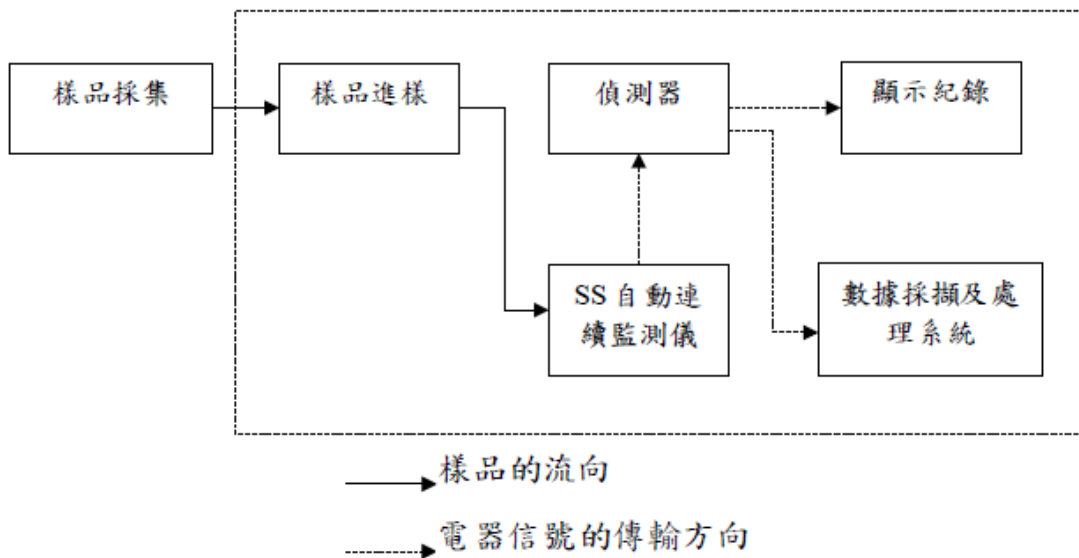 樣品採集
樣品進樣
偵測器
顯示紀錄
SS 自動連
續監測儀
數據採擷及處
理系統
樣品的流向
電器信號的傳輸方向